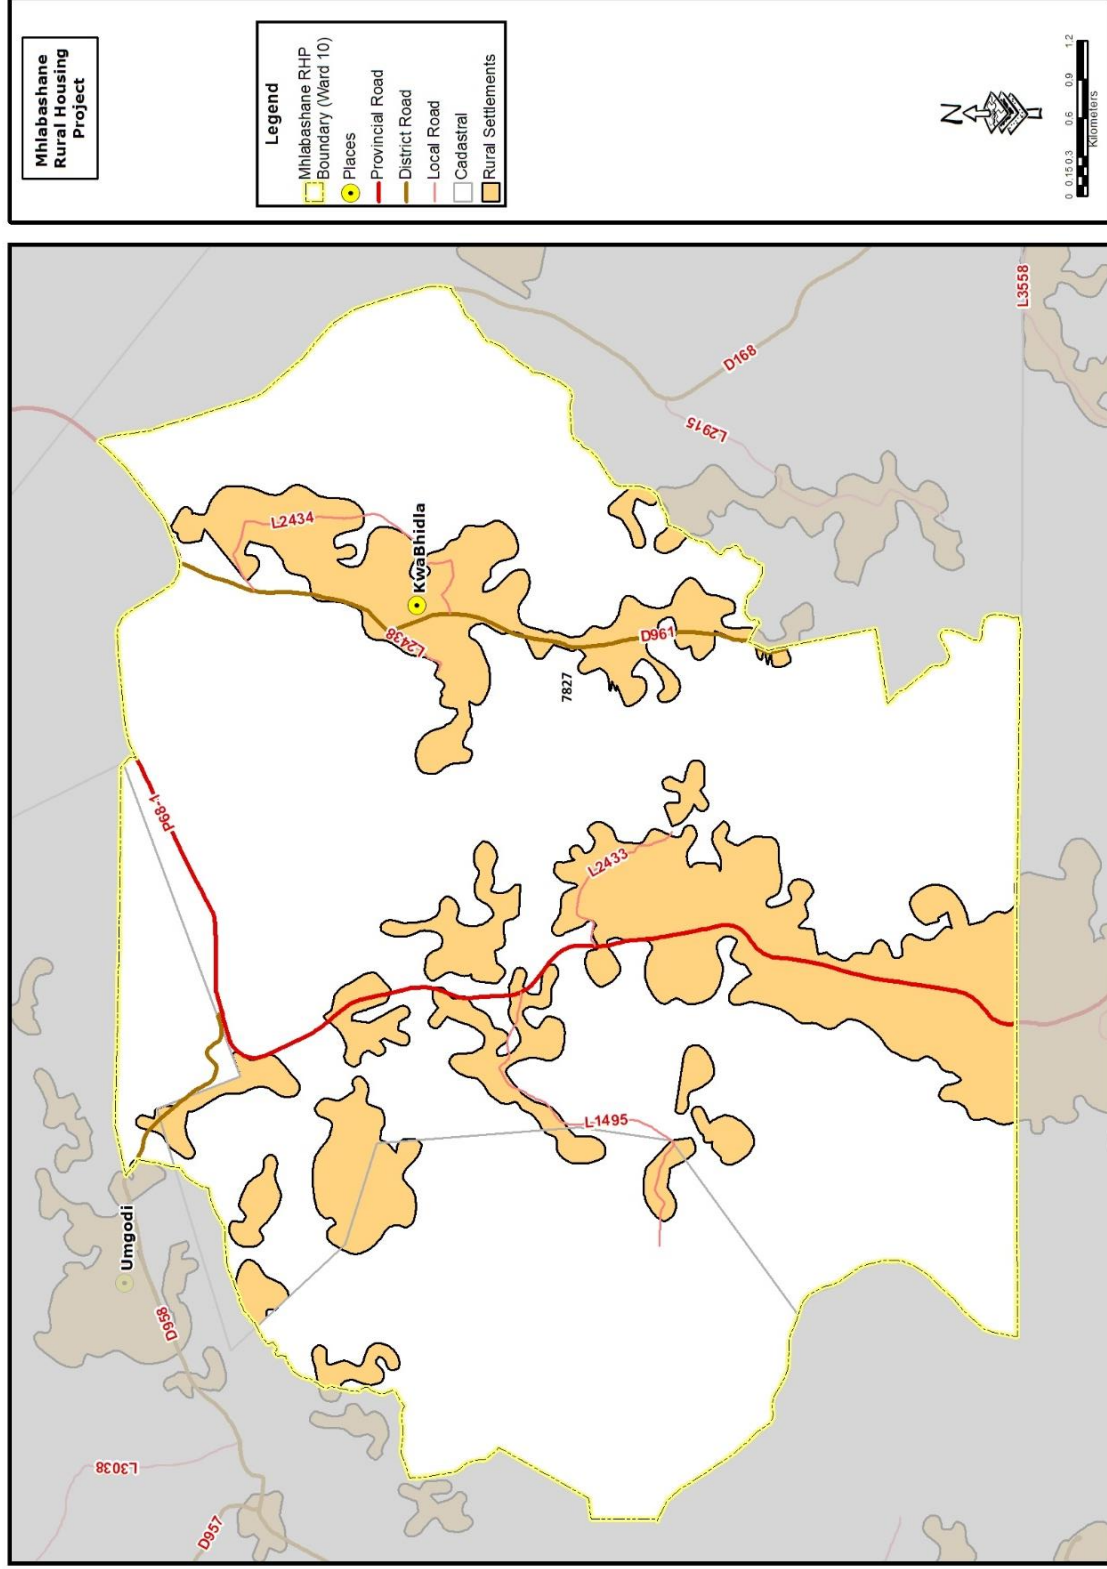 Mhlabashane
Rural Housing
Project
Legend
Mhlabashane RHP
Boundary (Ward 10)
Places
Provincial Road
District Road
Local Road
Cadastral
Rural Settlements
N
0 0.15 0.3 0.6 0.9 1.2
Kilometers
Umgodi
D958
L3038
D957
P68-1
L1495
L2433
L2434
KwaBhidla
L2438
7827
D961
D168
L2915
L3558